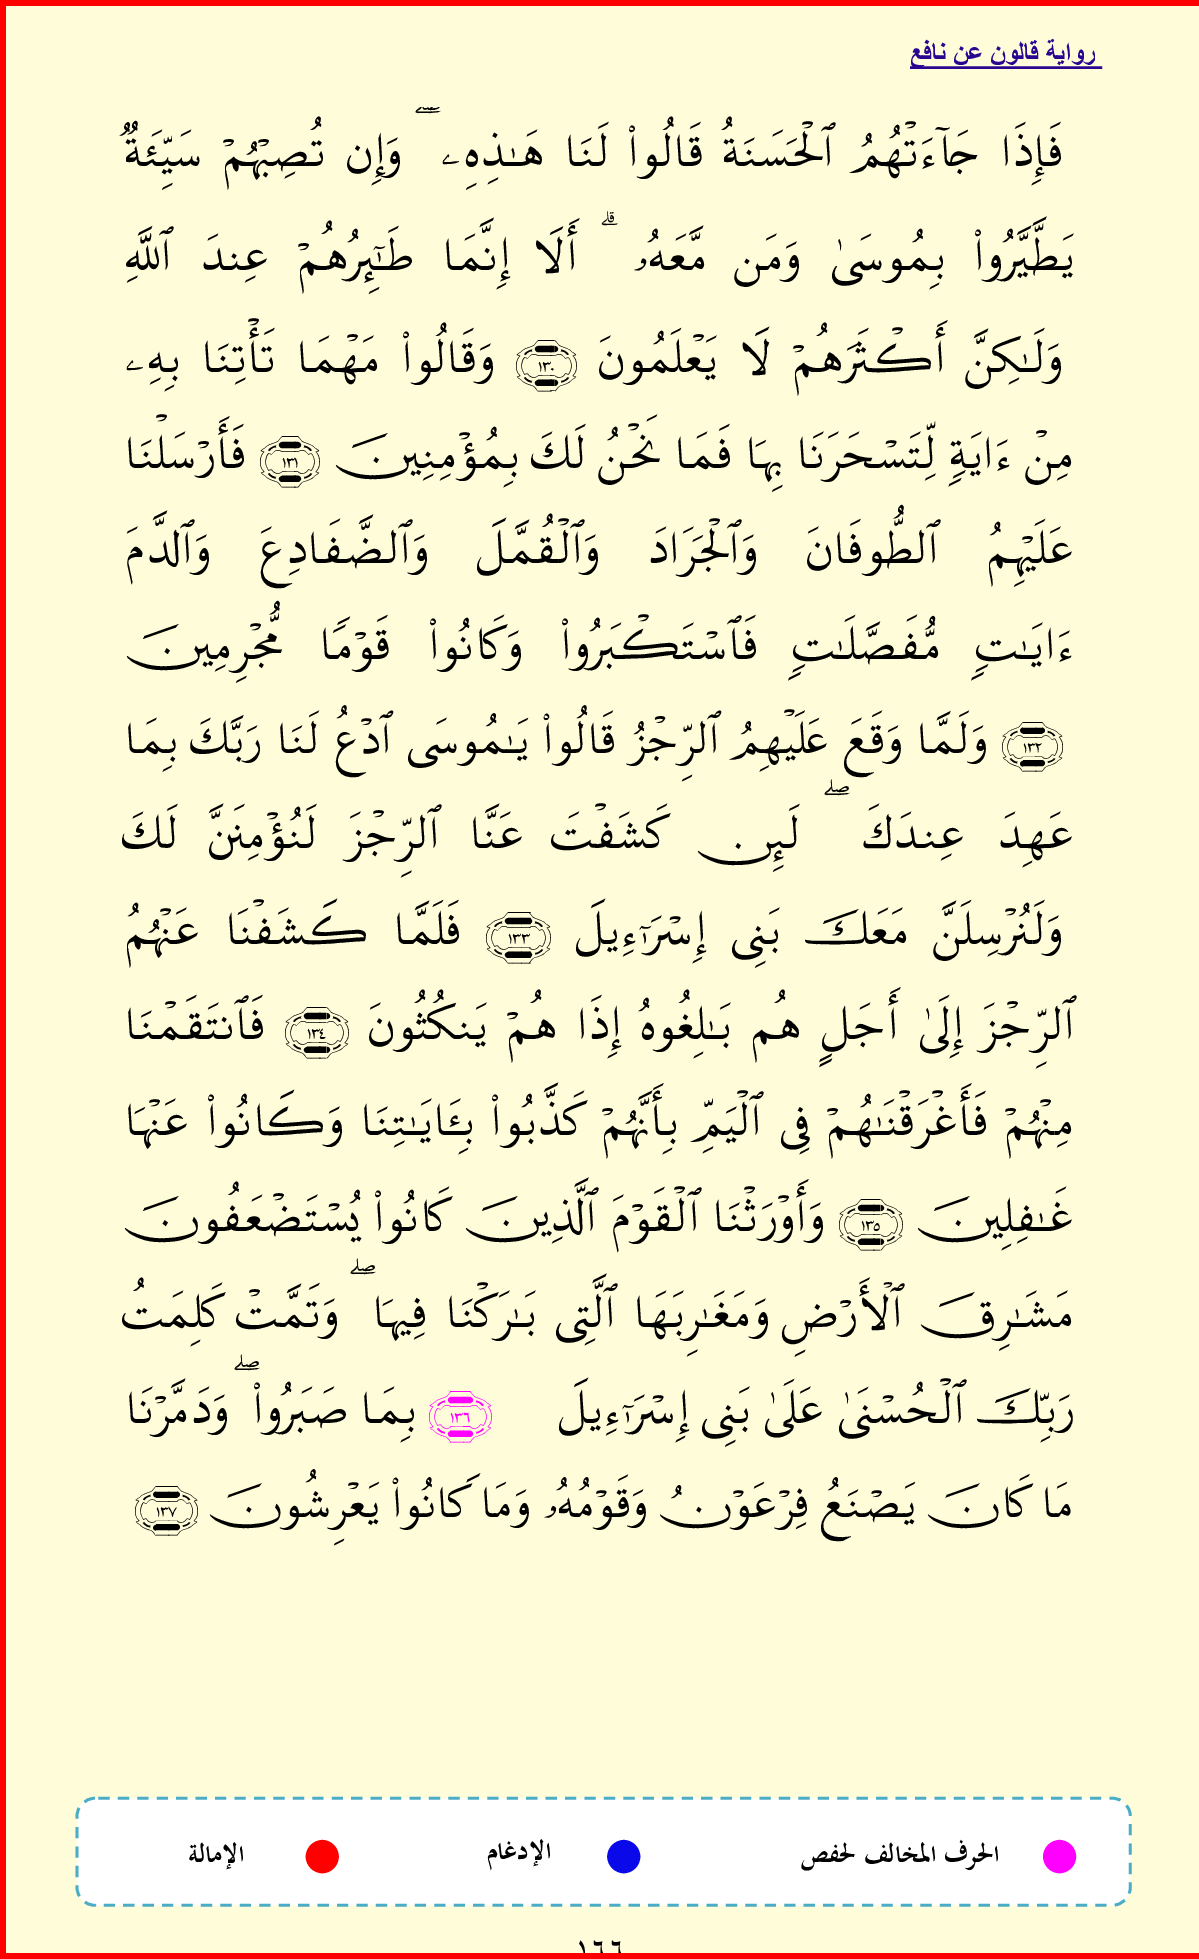 رواية قالون عن نافع
فَإِذَا جَآءَتْهُمُ ٱلْحَسَنَةُ قَالُوا۟ لَنَا هَـٰذِهِۦ ۖ وَإِن تُصِبْهُمْ سَيِّئَةٌ
يَطَّيَّرُوا۟ بِمُوسَىٰ وَمَن مَّعَهُۥ ۗ أَلَا إِنَّمَا طَـٰٓئِرُهُمْ عِندَ ٱللَّهِ
وَلَـٰكِنَّ أَكْثَرَهُمْ لَا يَعْلَمُونَ ١٣٠ وَقَالُوا۟ مَهْمَا تَأْتِنَا بِهِۦ
مِنْ ءَايَةٍ لِّتَسْحَرَنَا بِهَا فَمَا نَحْنُ لَكَ بِمُؤْمِنِينَ ١٣١ فَأَرْسَلْنَا
عَلَيْهِمُ ٱلطُّوفَانَ وَٱلْجَرَادَ وَٱلْقُمَّلَ وَٱلضَّفَادِعَ وَٱلدَّمَ
ءَايَـٰتٍ مُّفَصَّلَـٰتٍ فَٱسْتَكْبَرُوا۟ وَكَانُوا۟ قَوْمًا مُّجْرِمِينَ
١٣٢ وَلَمَّا وَقَعَ عَلَيْهِمُ ٱلرِّجْزُ قَالُوا۟ يَـٰمُوسَى ٱدْعُ لَنَا رَبَّكَ بِمَا
عَهِدَ عِندَكَ ۖ لَئِن كَشَفْتَ عَنَّا ٱلرِّجْزَ لَنُؤْمِنَنَّ لَكَ
وَلَنُرْسِلَنَّ مَعَكَ بَنِى إِسْرَٰٓءِيلَ ١٣٣ فَلَمَّا كَشَفْنَا عَنْهُمُ
ٱلرِّجْزَ إِلَىٰ أَجَلٍ هُم بَـٰلِغُوهُ إِذَا هُمْ يَنكُثُونَ ١٣٤ فَٱنتَقَمْنَا
مِنْهُمْ فَأَغْرَقْنَـٰهُمْ فِى ٱلْيَمِّ بِأَنَّهُمْ كَذَّبُوا۟ بِـَٔايَـٰتِنَا وَكَانُوا۟ عَنْهَا
غَـٰفِلِينَ ١٣٥ وَأَوْرَثْنَا ٱلْقَوْمَ ٱلَّذِينَ كَانُوا۟ يُسْتَضْعَفُونَ
مَشَـٰرِقَ ٱلْأَرْضِ وَمَغَـٰرِبَهَا ٱلَّتِى بَـٰرَكْنَا فِيهَا ۖ وَتَمَّتْ كَلِمَتُ
رَبِّكَ ٱلْحُسْنَىٰ عَلَىٰ بَنِى إِسْرَٰٓءِيلَ ١٣٦ بِمَا صَبَرُوا۟ ۖ وَدَمَّرْنَا
مَا كَانَ يَصْنَعُ فِرْعَوْنُ وَقَوْمُهُۥ وَمَا كَانُوا۟ يَعْرِشُونَ ١٣٧
الحرف المخالف لحفص الإدغام الإمالة
١٦٦